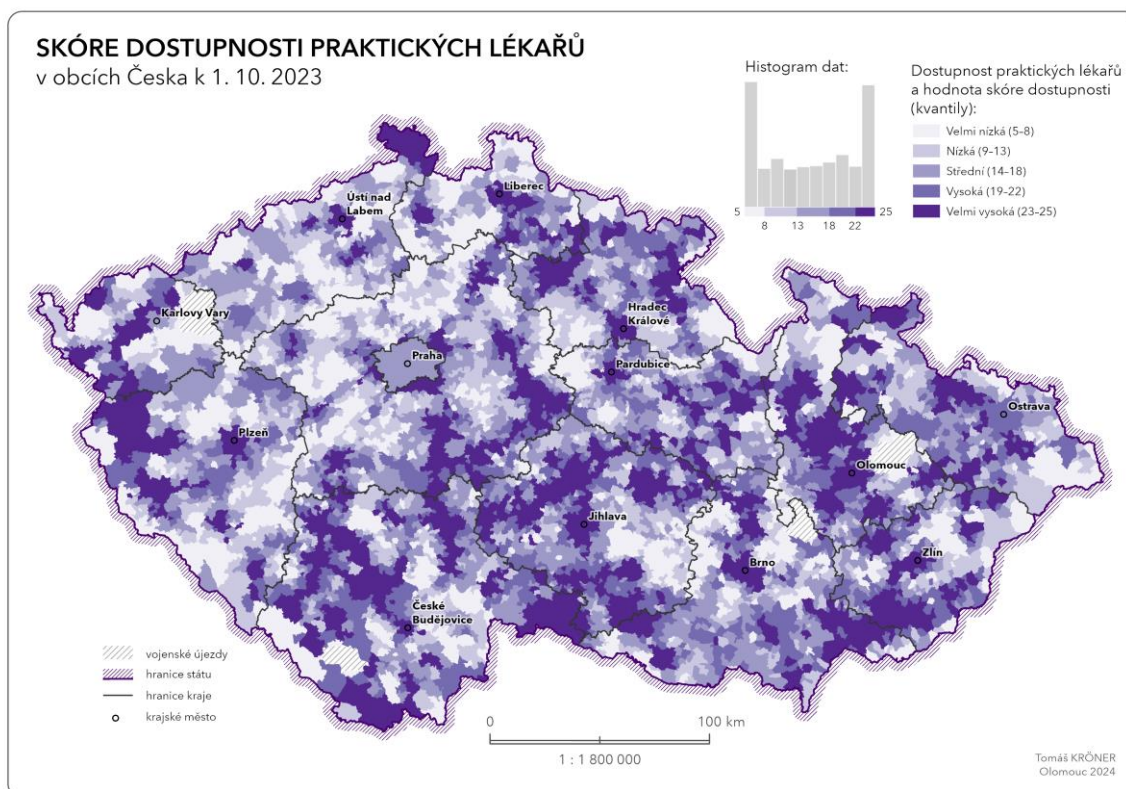 SKÓRE DOSTUPNOSTI PRAKTICKÝCH LÉKAŘŮ
v obcích Česka k 1. 10. 2023
Histogram dat:
5
25
8
13
18
22
Dostupnost praktických lékařů
a hodnota skóre dostupnosti
(kvantily):
Velmi nízká (5–8)
Nízká (9–13)
Střední (14–18)
Vysoká (19–22)
Velmi vysoká (23–25)
Liberec
Ústí nad
Labem
Karlovy Vary
Hradec
Králové
Praha
Pardubice
Plzeň
Ostrava
Olomouc
Jihlava
Brno
Zlín
České
Budějovice
vojenské újezdy
hranice státu
hranice kraje
krajské město
0
100 km
1 : 1 800 000
Tomáš KRÖNER
Olomouc 2024